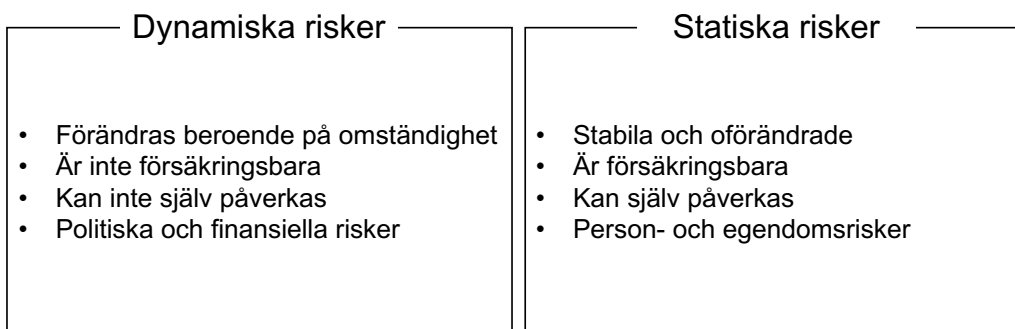 Dynamiska risker
• Förändras beroende på omständighet
• Är inte försäkringsbara
• Kan inte själv påverkas
• Politiska och finansiella risker
Statiska risker
• Stabila och oförändrade
• Är försäkringsbara
• Kan själv påverkas
• Person- och egendomsrisker